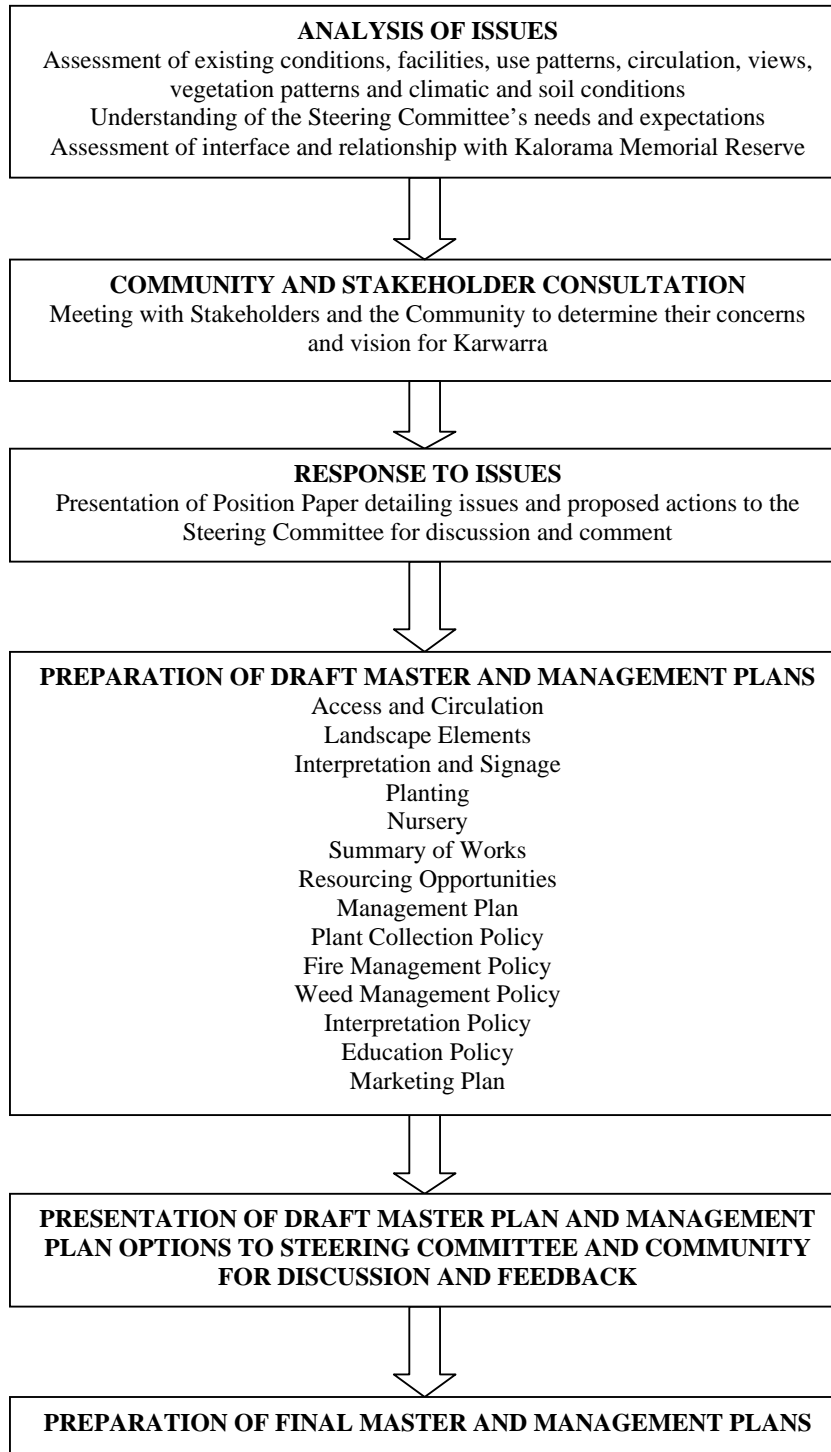 ANALYSIS OF ISSUES
Assessment of existing conditions, facilities, use patterns, circulation, views,
vegetation patterns and climatic and soil conditions
Understanding of the Steering Committee’s needs and expectations
Assessment of interface and relationship with Kalorama Memorial Reserve
COMMUNITY AND STAKEHOLDER CONSULTATION
Meeting with Stakeholders and the Community to determine their concerns
and vision for Karwarra
RESPONSE TO ISSUES
Presentation of Position Paper detailing issues and proposed actions to the
Steering Committee for discussion and comment
PREPARATION OF DRAFT MASTER AND MANAGEMENT PLANS
Access and Circulation
Landscape Elements
Interpretation and Signage
Planting
Nursery
Summary of Works
Resourcing Opportunities
Management Plan
Plant Collection Policy
Fire Management Policy
Weed Management Policy
Interpretation Policy
Education Policy
Marketing Plan
PRESENTATION OF DRAFT MASTER PLAN AND MANAGEMENT
PLAN OPTIONS TO STEERING COMMITTEE AND COMMUNITY
FOR DISCUSSION AND FEEDBACK
PREPARATION OF FINAL MASTER AND MANAGEMENT PLANS